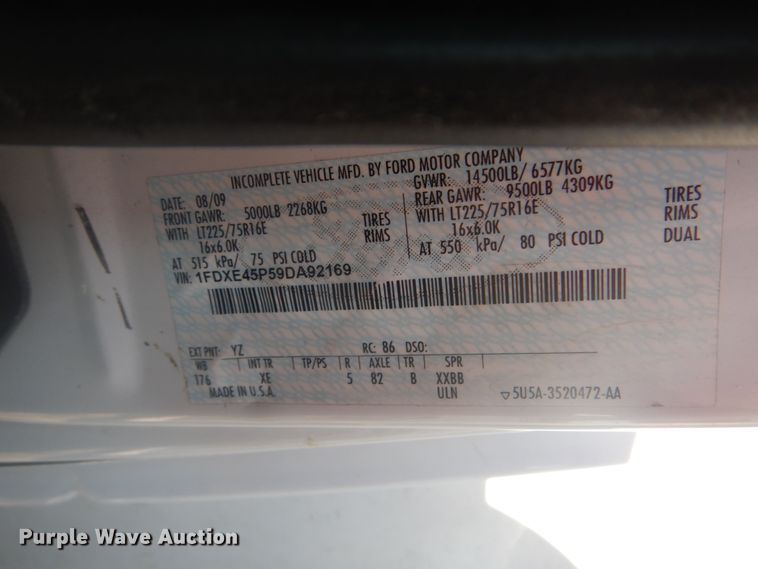 INCOMPLETE VEHICLE MFD. BY FORD MOTOR COMPANY
DATE: 08/09 GVWR: 14500LB/ 6577KG
FRONT GAWR: 5000LB 2268KG REAR GAWR: 9500LB 4309KG
WITH LT225/75R16E TIRES WITH LT225/75R16E TIRES
16x6.0K RIMS 16x6.0K RIMS
AT 515 kPa/ 75 PSI COLD AT 550 kPa/ 80 PSI COLD DUAL
VIN: 1FDXE45P59DA92169
EXT PNT: YZ RC: 86 DSO:
WB INT TR TP/PS R AXLE TR SPR
176 XE 5 82 B XXBB
MADE IN U.S.A. ULN ▽5U5A-3520472-AA
Purple Wave Auction